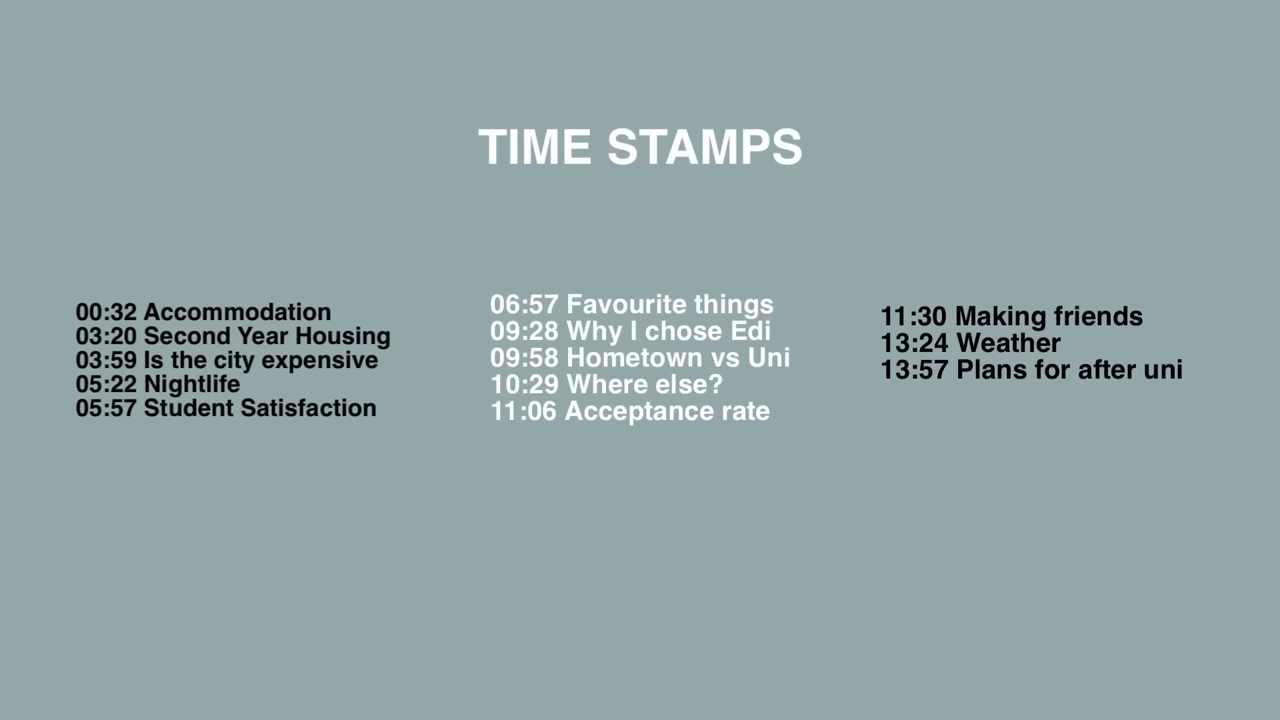 TIME STAMPS
00:32 Accommodation
03:20 Second Year Housing
03:59 Is the city expensive
05:22 Nightlife
05:57 Student Satisfaction
06:57 Favourite things
09:28 Why I chose Edi
09:58 Hometown vs Uni
10:29 Where else?
11:06 Acceptance rate
11:30 Making friends
13:24 Weather
13:57 Plans for after uni